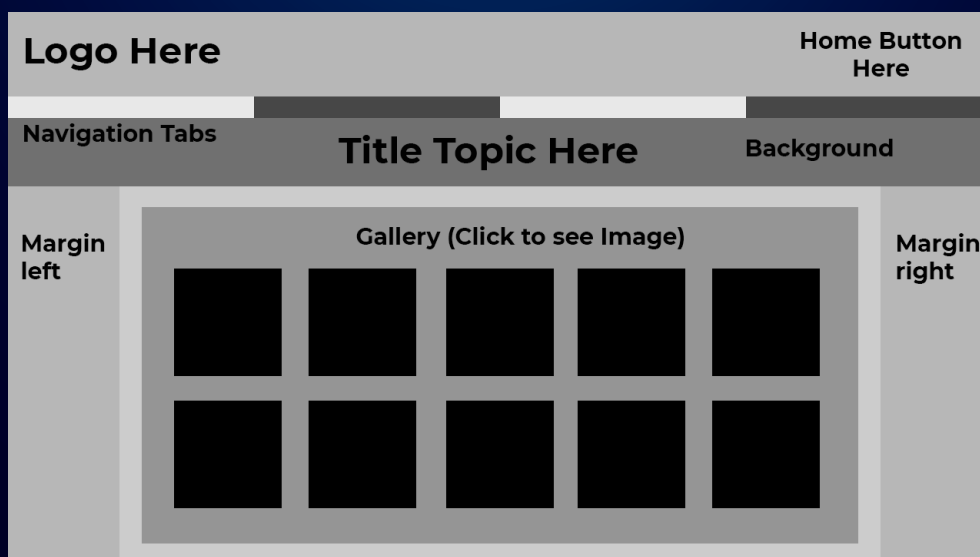 Logo Here
Home Button
Here
Navigation Tabs
Title Topic Here
Background
Margin
left
Gallery (Click to see Image)
Margin
right